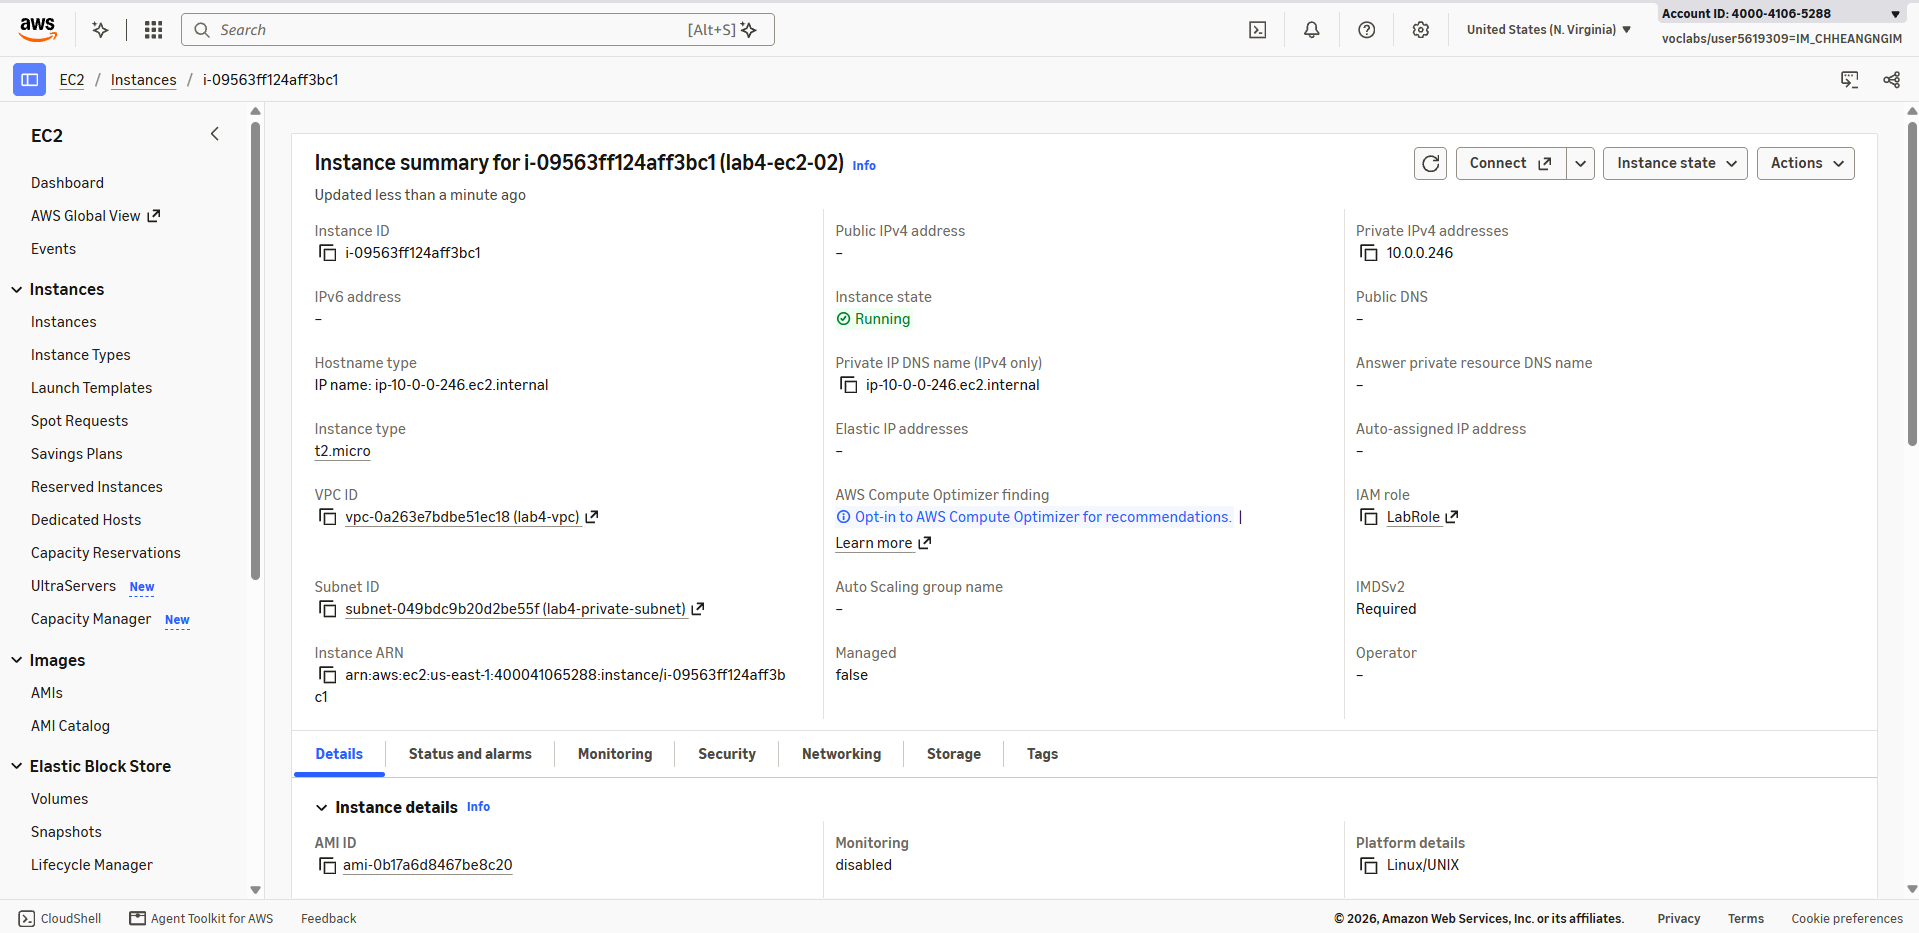 aws
Search
[Alt+S]
United States (N. Virginia)
Account ID: 4000-4106-5288
voclabs/user5619309=IM_CHHEANGNGIM
EC2 / Instances / i-09563ff124aff3bc1
EC2
Dashboard
AWS Global View
Events
Instances
Instances
Instance Types
Launch Templates
Spot Requests
Savings Plans
Reserved Instances
Dedicated Hosts
Capacity Reservations
UltraServers New
Capacity Manager New
Images
AMIs
AMI Catalog
Elastic Block Store
Volumes
Snapshots
Lifecycle Manager
Instance summary for i-09563ff124aff3bc1 (lab4-ec2-02) Info
Updated less than a minute ago
Connect
Instance state
Actions
Instance ID
i-09563ff124aff3bc1
Public IPv4 address
–
Private IPv4 addresses
10.0.0.246
IPv6 address
–
Instance state
Running
Public DNS
–
Hostname type
IP name: ip-10-0-0-246.ec2.internal
Private IP DNS name (IPv4 only)
ip-10-0-0-246.ec2.internal
Answer private resource DNS name
–
Instance type
t2.micro
Elastic IP addresses
–
Auto-assigned IP address
–
VPC ID
vpc-0a263e7bdbe51ec18 (lab4-vpc)
AWS Compute Optimizer finding
Opt-in to AWS Compute Optimizer for recommendations. |
Learn more
IAM role
LabRole
Subnet ID
subnet-049bdc9b20d2be55f (lab4-private-subnet)
Auto Scaling group name
–
IMDSv2
Required
Instance ARN
arn:aws:ec2:us-east-1:400041065288:instance/i-09563ff124aff3b
c1
Managed
false
Operator
–
Details
Status and alarms
Monitoring
Security
Networking
Storage
Tags
Instance details Info
AMI ID
ami-0b17a6d8467be8c20
Monitoring
disabled
Platform details
Linux/UNIX
CloudShell
Agent Toolkit for AWS
Feedback
© 2026, Amazon Web Services, Inc. or its affiliates.
Privacy
Terms
Cookie preferences